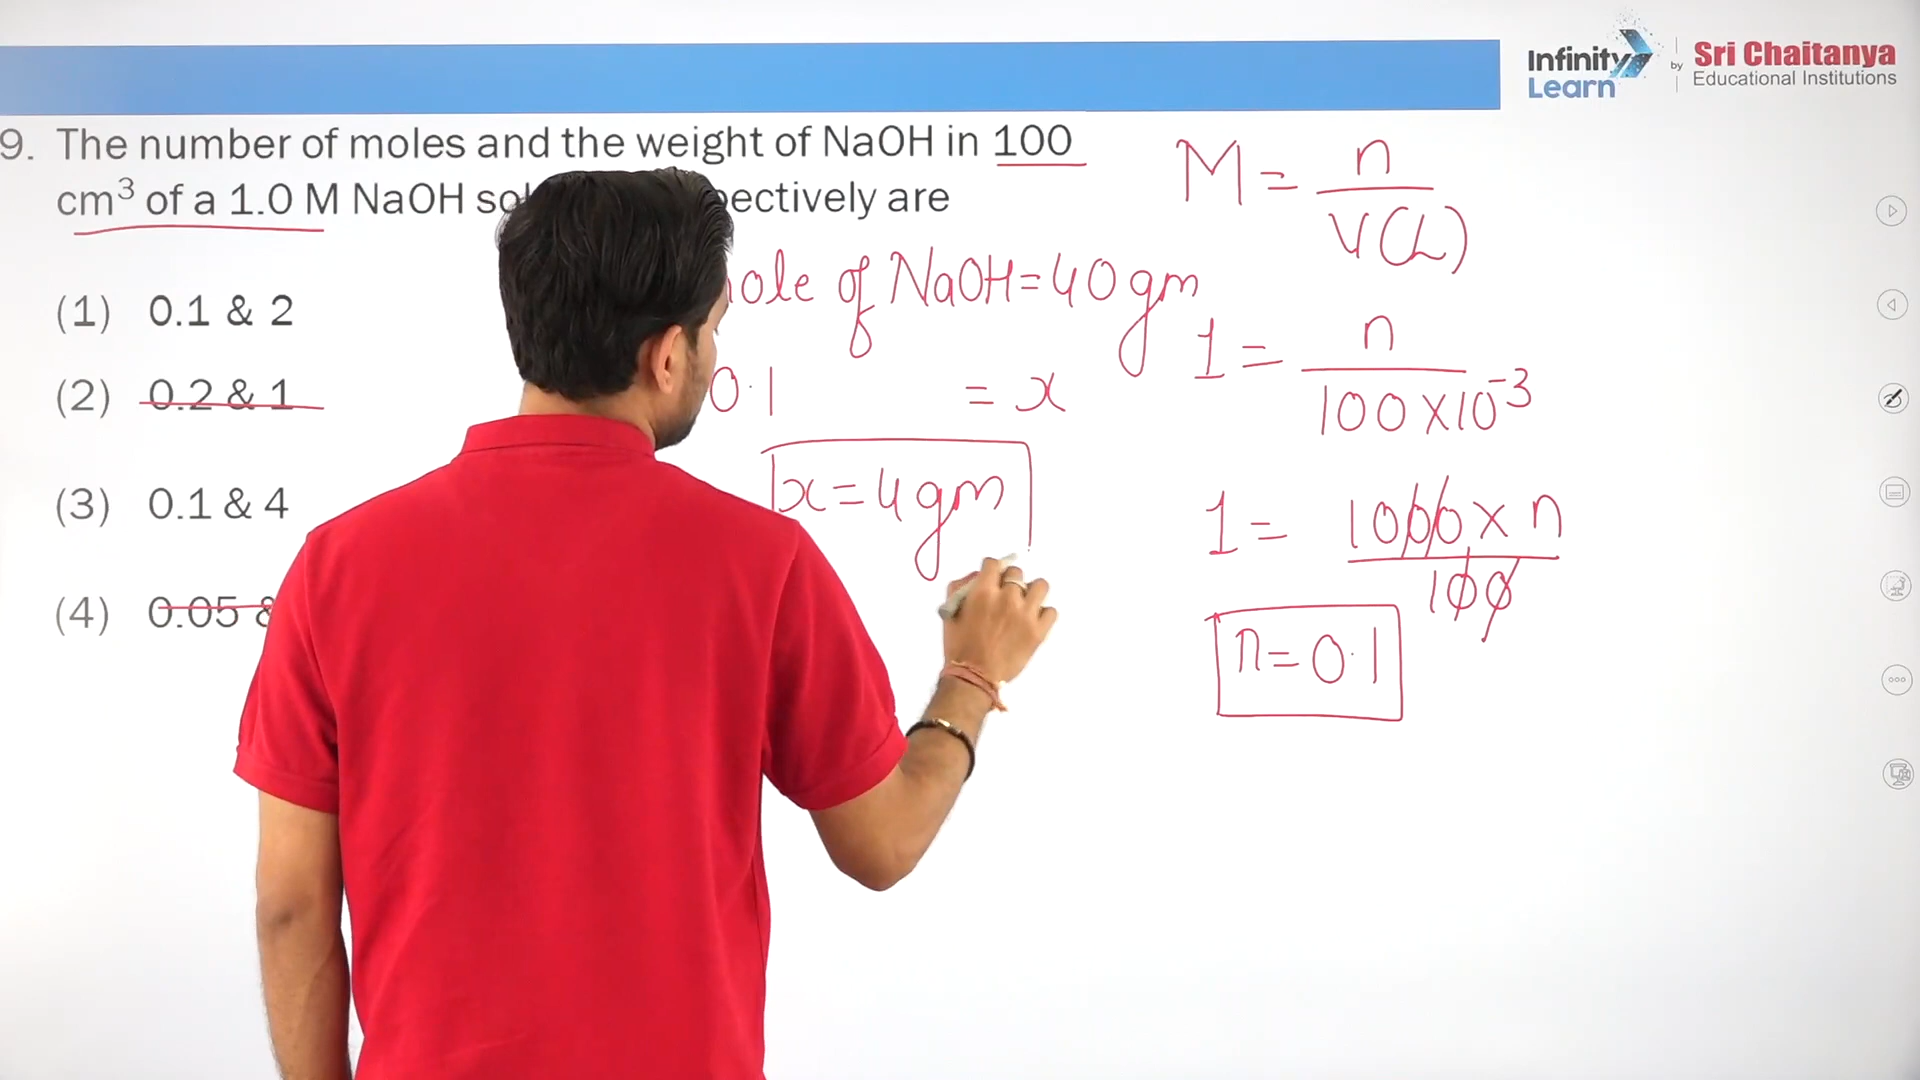 Infinity Learn by Sri Chaitanya Educational Institutions
9. The number of moles and the weight of NaOH in 100
cm³ of a 1.0 M NaOH pectively are
(1) 0.1 & 2
(2) 0.2 & 1
(3) 0.1 & 4
(4) 0.05 &
of NaOH = 40 gm
0.1 = x
x = 4 gm
M = n / V(L)
1 = n / 100 × 10⁻³
1 = 1000 × n / 100
n = 0.1